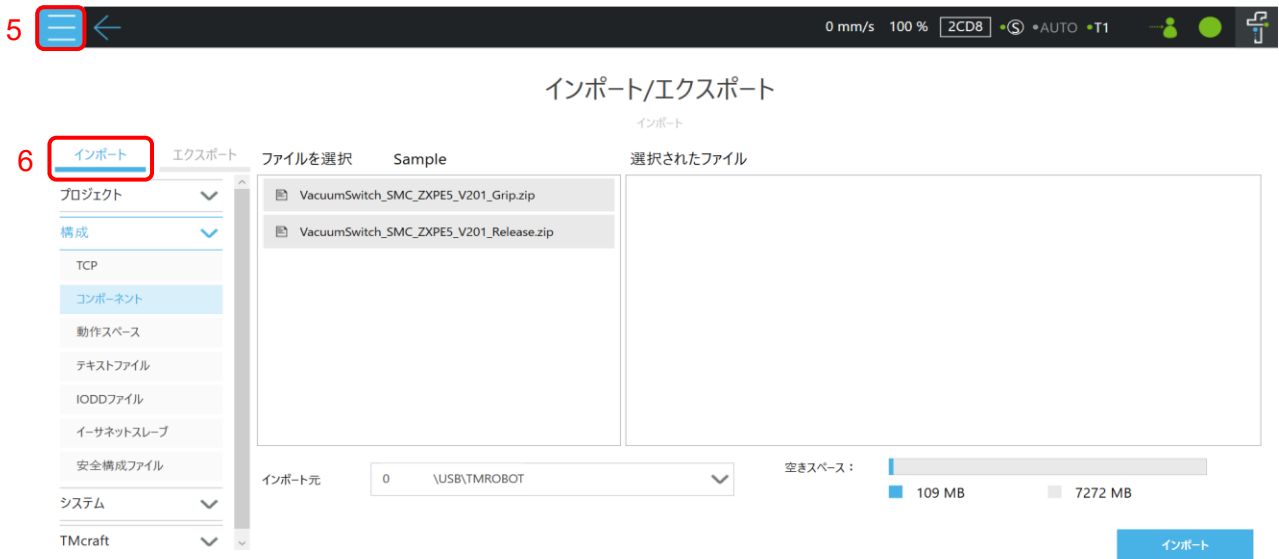 5
0 mm/s 100 % 2CD8 Ⓢ AUTO T1
インポート/エクスポート
インポート
6
インポート エクスポート
ファイルを選択 Sample 選択されたファイル
プロジェクト
VacuumSwitch_SMC_ZXPE5_V201_Grip.zip
構成
VacuumSwitch_SMC_ZXPE5_V201_Release.zip
TCP
コンポーネント
動作スペース
テキストファイル
IODDファイル
イーサネットスレーブ
安全構成ファイル
インポート元 0 \USB\TMROBOT
空きスペース：
109 MB 7272 MB
システム
TMcraft
インポート